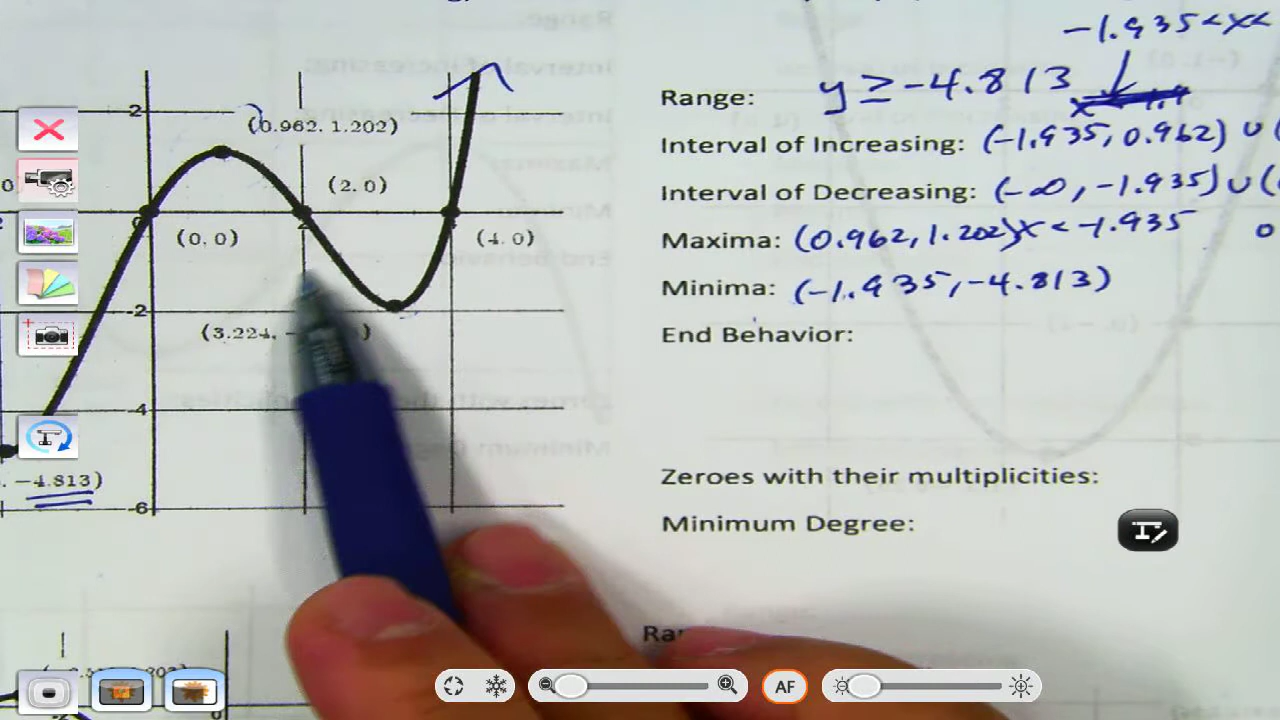 -1.935 < x <
Range: y ≥ -4.813
Interval of Increasing: (-1.935, 0.962) ∪ (
Interval of Decreasing: (-∞, -1.935) ∪ (
Maxima: (0.962, 1.202) x < -1.935 o
Minima: (-1.935, -4.813)
End Behavior:
Zeroes with their multiplicities:
Minimum Degree:
2
(0.962, 1.202)
(2, 0)
(0, 0)
(4, 0)
-2
(3.224, -
-4
-4.813)
-6
0
-2
AF